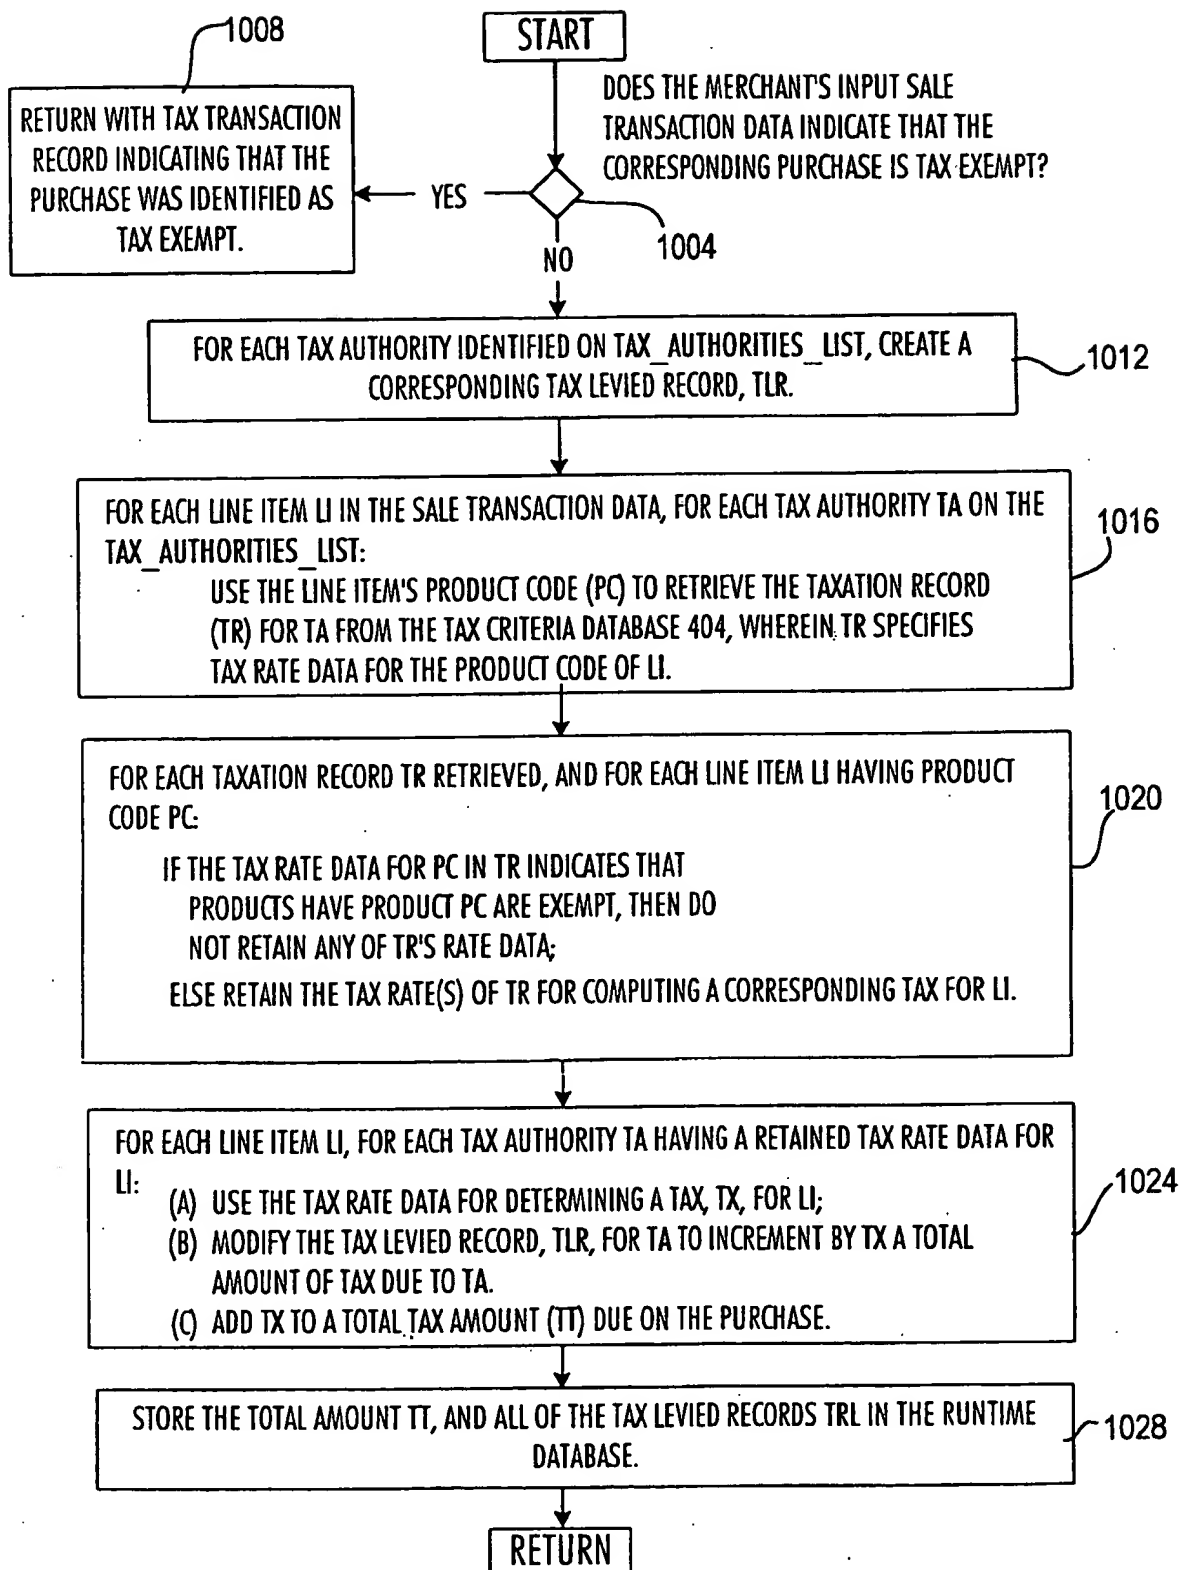 1008
START
DOES THE MERCHANT'S INPUT SALE
TRANSACTION DATA INDICATE THAT THE
CORRESPONDING PURCHASE IS TAX EXEMPT?
RETURN WITH TAX TRANSACTION
RECORD INDICATING THAT THE
PURCHASE WAS IDENTIFIED AS
TAX EXEMPT.
YES
1004
NO
FOR EACH TAX AUTHORITY IDENTIFIED ON TAX_AUTHORITIES_LIST, CREATE A
CORRESPONDING TAX LEVIED RECORD, TLR.
1012
FOR EACH LINE ITEM LI IN THE SALE TRANSACTION DATA, FOR EACH TAX AUTHORITY TA ON THE
TAX_AUTHORITIES_LIST:
USE THE LINE ITEM'S PRODUCT CODE (PC) TO RETRIEVE THE TAXATION RECORD
(TR) FOR TA FROM THE TAX CRITERIA DATABASE 404, WHEREIN TR SPECIFIES
TAX RATE DATA FOR THE PRODUCT CODE OF LI.
1016
FOR EACH TAXATION RECORD TR RETRIEVED, AND FOR EACH LINE ITEM LI HAVING PRODUCT
CODE PC:
IF THE TAX RATE DATA FOR PC IN TR INDICATES THAT
PRODUCTS HAVE PRODUCT PC ARE EXEMPT, THEN DO
NOT RETAIN ANY OF TR'S RATE DATA;
ELSE RETAIN THE TAX RATE(S) OF TR FOR COMPUTING A CORRESPONDING TAX FOR LI.
1020
FOR EACH LINE ITEM LI, FOR EACH TAX AUTHORITY TA HAVING A RETAINED TAX RATE DATA FOR
LI:
(A) USE THE TAX RATE DATA FOR DETERMINING A TAX, TX, FOR LI;
(B) MODIFY THE TAX LEVIED RECORD, TLR, FOR TA TO INCREMENT BY TX A TOTAL
AMOUNT OF TAX DUE TO TA.
(C) ADD TX TO A TOTAL TAX AMOUNT (TT) DUE ON THE PURCHASE.
1024
STORE THE TOTAL AMOUNT TT, AND ALL OF THE TAX LEVIED RECORDS TRL IN THE RUNTIME
DATABASE.
1028
RETURN